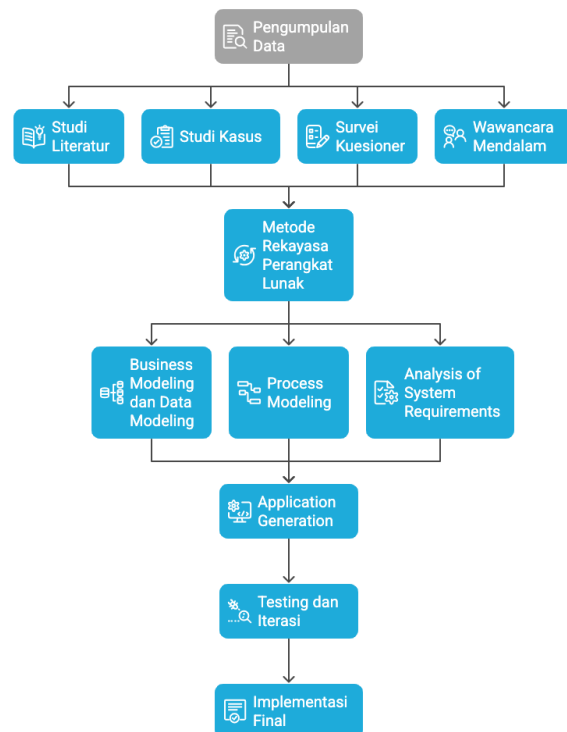 Pengumpulan
Data
Studi
Literatur
Studi Kasus
Survei
Kuesioner
Wawancara
Mendalam
Metode
Rekayasa
Perangkat
Lunak
Business
Modeling
dan Data
Modeling
Process
Modeling
Analysis of
System
Requirements
Application
Generation
Testing dan
Iterasi
Implementasi
Final